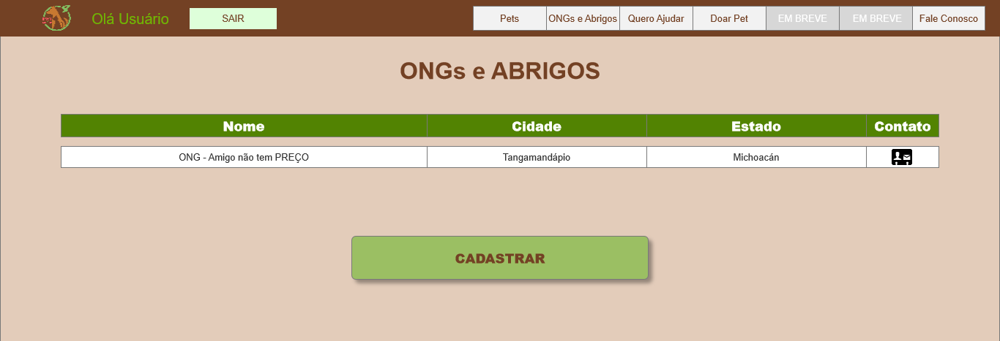 Olá Usuário
SAIR
Pets
ONGs e Abrigos
Quero Ajudar
Doar Pet
EM BREVE
EM BREVE
Fale Conosco
ONGs e ABRIGOS
Nome Cidade Estado Contato
ONG - Amigo não tem PREÇO Tangamandápio Michoacán
CADASTRAR